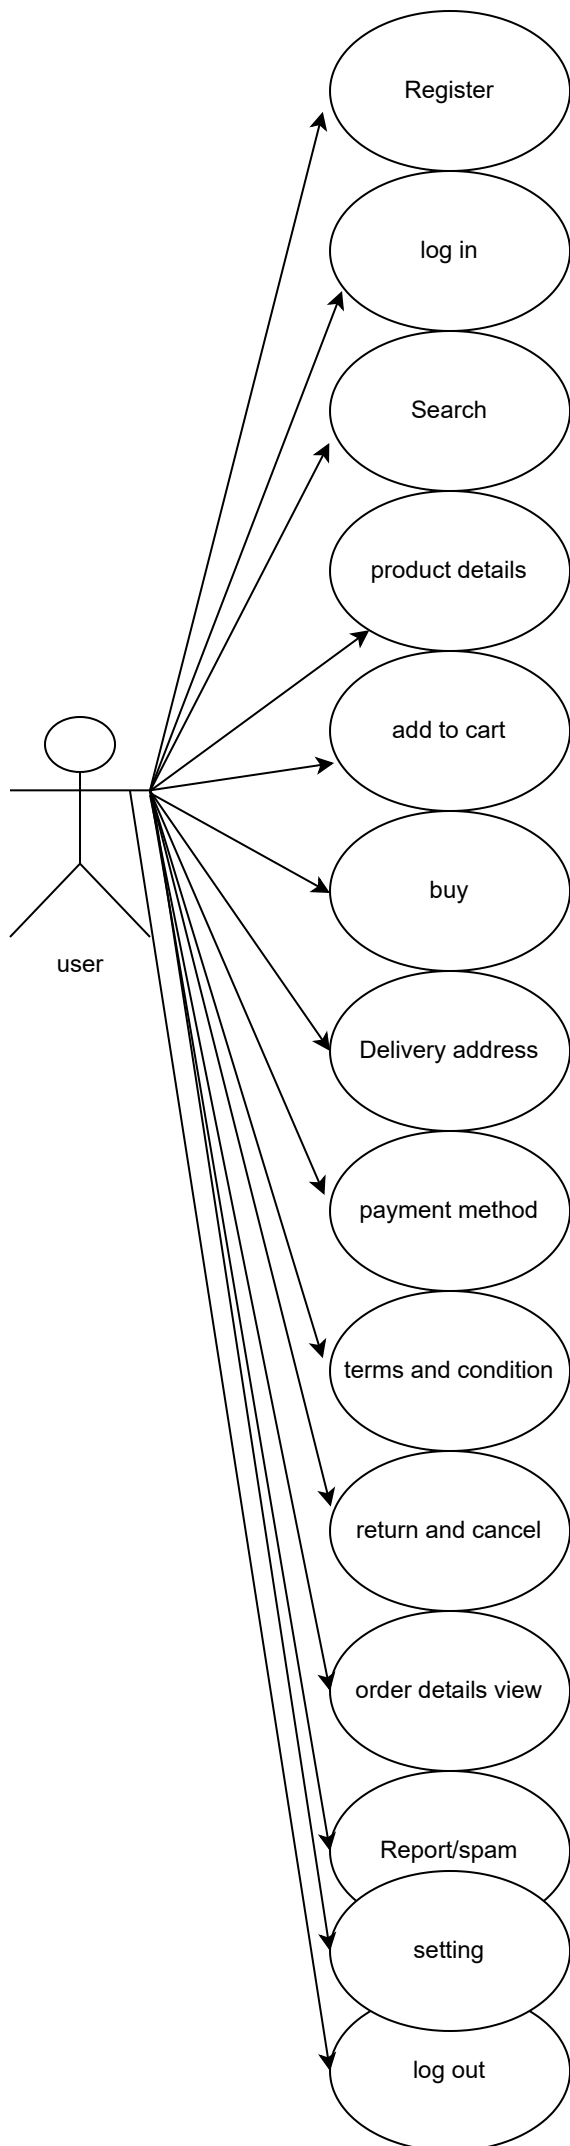 Register
log in
Search
product details
add to cart
buy
user
Delivery address
payment method
terms and condition
return and cancel
order details view
Report/spam
setting
log out